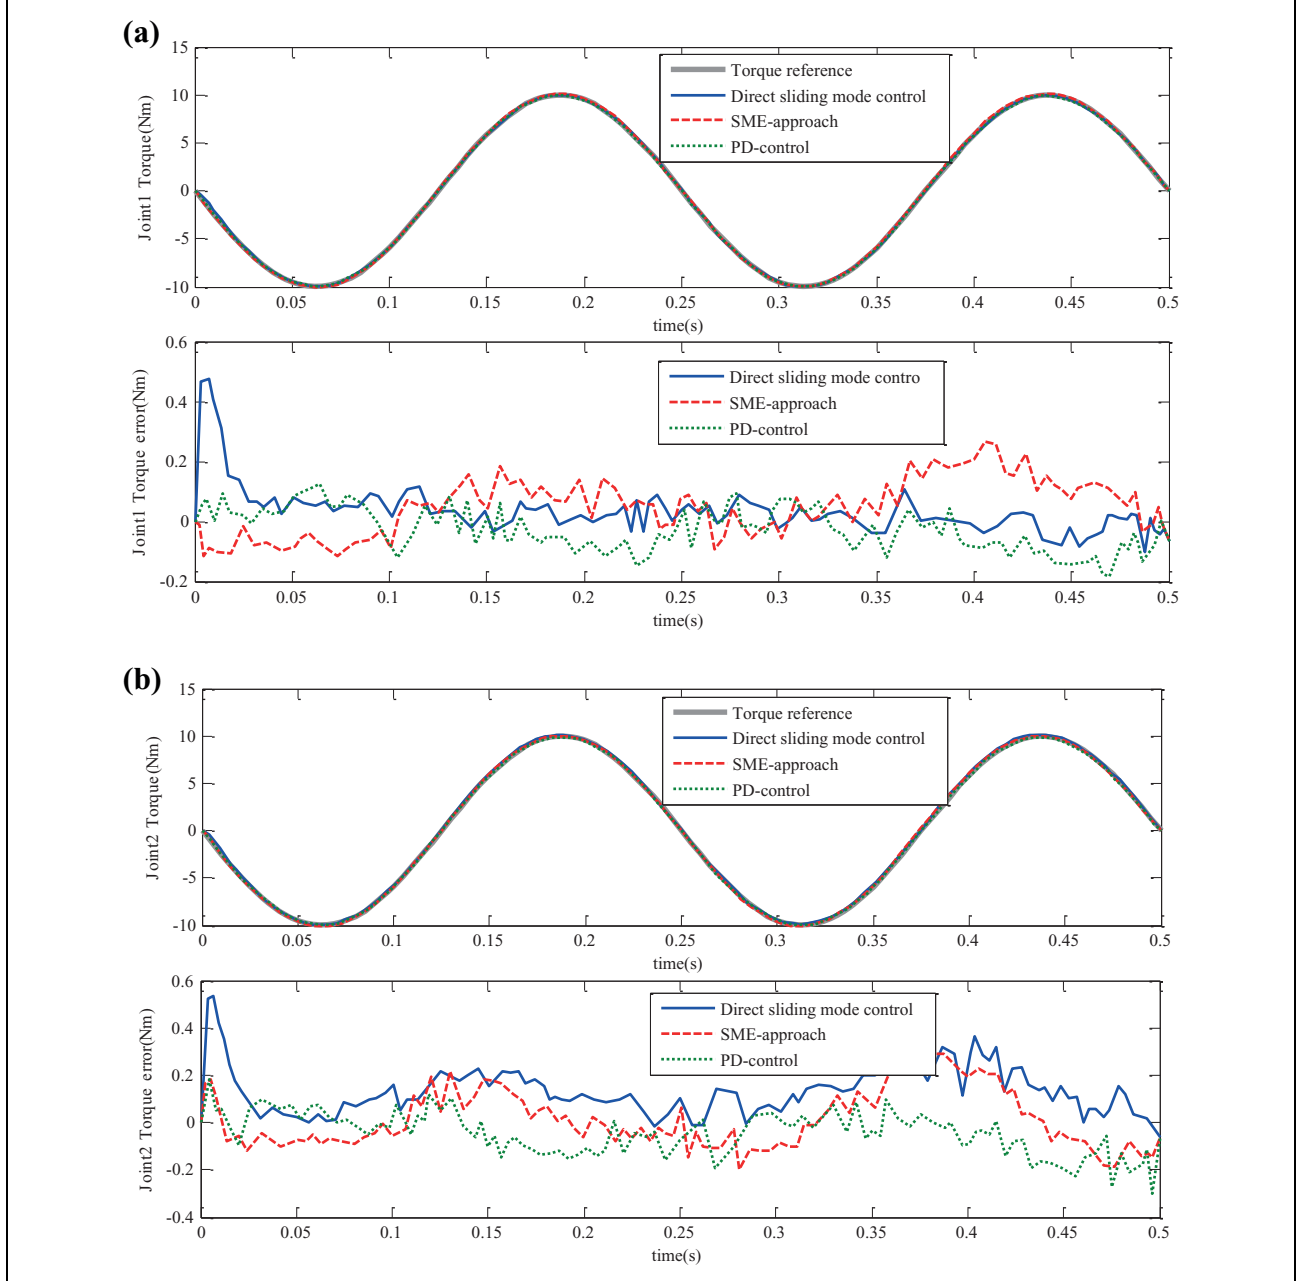 (a)
15
10
5
0
-5
-10
Joint1 Torque(Nm)
Torque reference
Direct sliding mode control
SME-approach
PD-control
0 0.05 0.1 0.15 0.2 0.25 0.3 0.35 0.4 0.45 0.5
time(s)
0.6
0.4
0.2
0
-0.2
Joint1 Torque error(Nm)
Direct sliding mode contro
SME-approach
PD-control
0 0.05 0.1 0.15 0.2 0.25 0.3 0.35 0.4 0.45 0.5
time(s)
(b)
15
10
5
0
-5
-10
Joint2 Torque(Nm)
Torque reference
Direct sliding mode control
SME-approach
PD-control
0 0.05 0.1 0.15 0.2 0.25 0.3 0.35 0.4 0.45 0.5
time(s)
0.6
0.4
0.2
0
-0.2
-0.4
Joint2 Torque error(Nm)
Direct sliding mode control
SME-approach
PD-control
0 0.05 0.1 0.15 0.2 0.25 0.3 0.35 0.4 0.45 0.5
time(s)